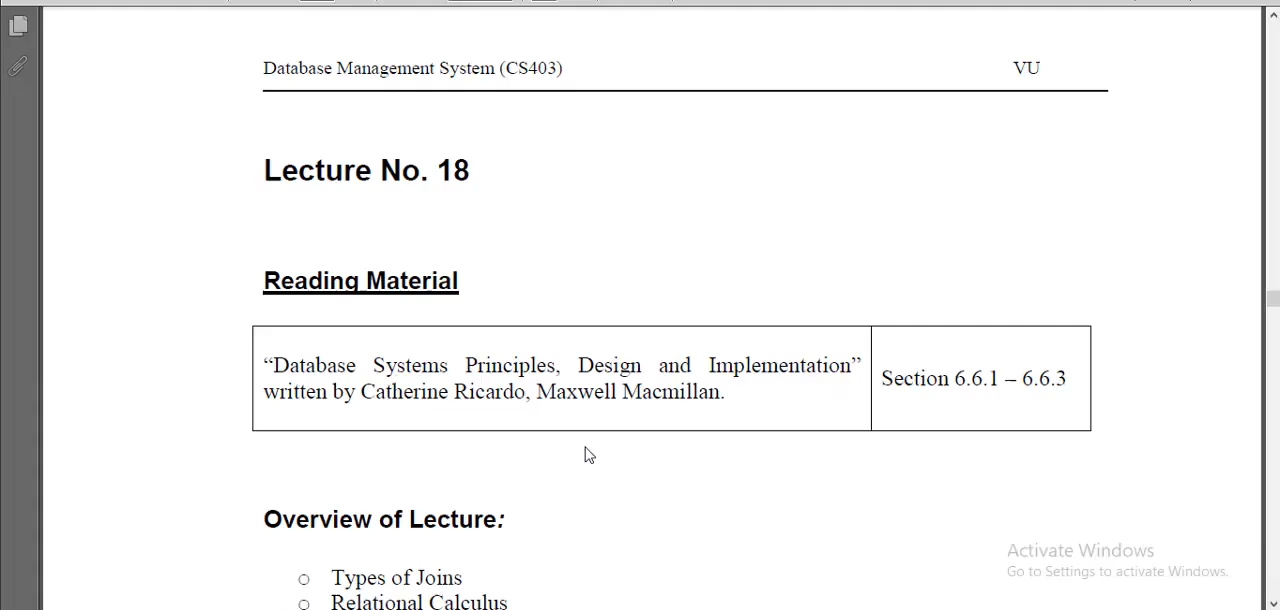 Database Management System (CS403) VU
Lecture No. 18
Reading Material
“Database Systems Principles, Design and Implementation”
written by Catherine Ricardo, Maxwell Macmillan.
Section 6.6.1 – 6.6.3
Overview of Lecture:
○ Types of Joins
○ Relational Calculus
Activate Windows
Go to Settings to activate Windows.